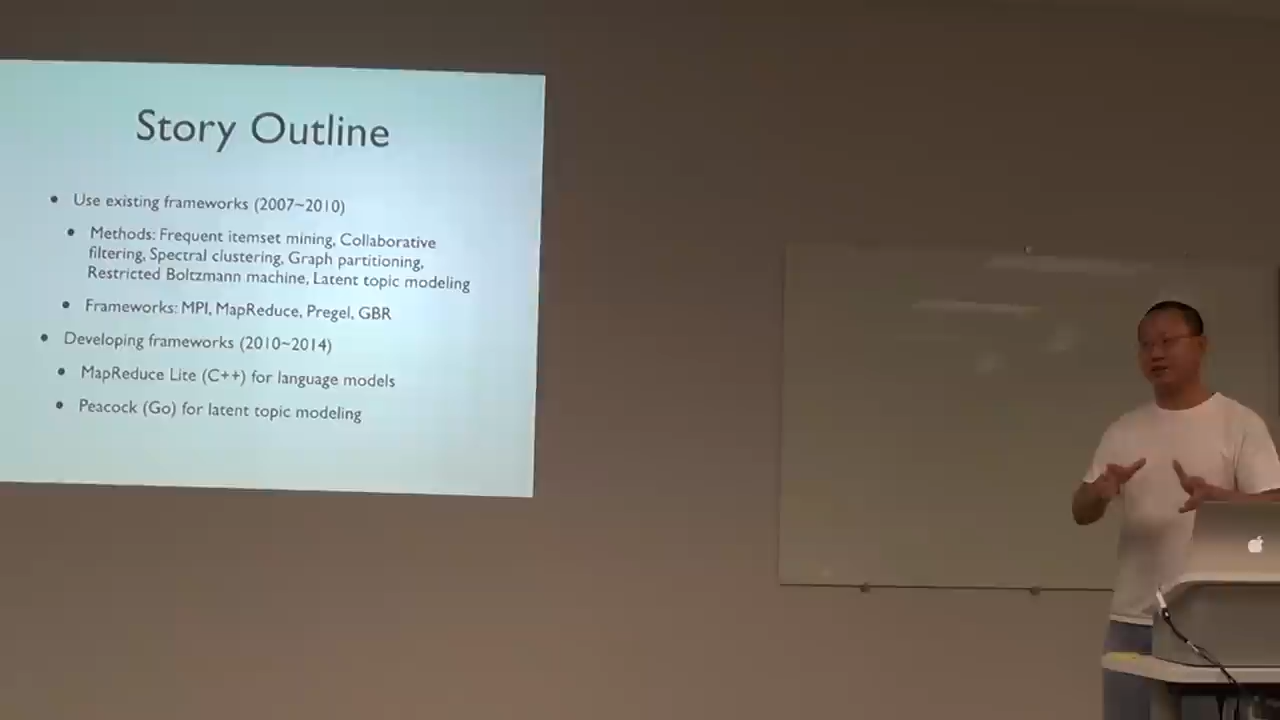 Story Outline
• Use existing frameworks (2007~2010)
• Methods: Frequent itemset mining, Collaborative
filtering, Spectral clustering, Graph partitioning,
Restricted Boltzmann machine, Latent topic modeling
• Frameworks: MPI, MapReduce, Pregel, GBR
• Developing frameworks (2010~2014)
• MapReduce Lite (C++) for language models
• Peacock (Go) for latent topic modeling